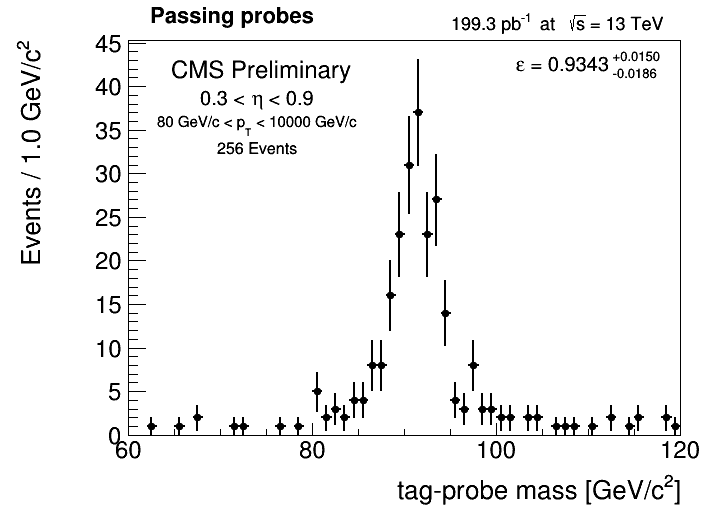 Passing probes
199.3 pb⁻¹ at √s = 13 TeV
CMS Preliminary
ε = 0.9343 +0.0150 -0.0186
0.3 < η < 0.9
80 GeV/c < p_T < 10000 GeV/c
256 Events
Events / 1.0 GeV/c²
45
40
35
30
25
20
15
10
5
0
60 80 100 120
tag-probe mass [GeV/c²]